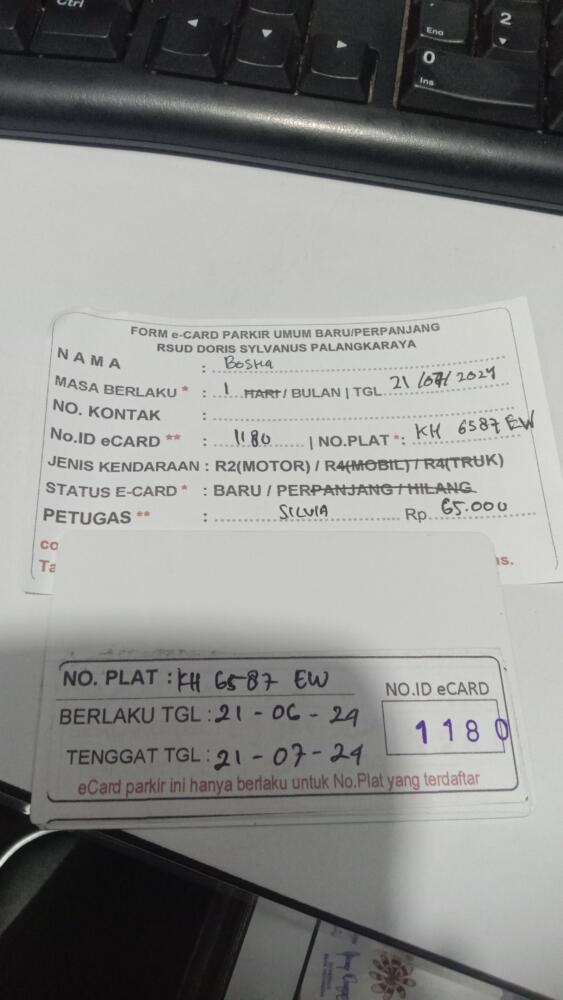 Ctrl
End
2
0
Ins
FORM e-CARD PARKIR UMUM BARU/PERPANJANG
RSUD DORIS SYLVANUS PALANGKARAYA
NAMA : Boska
MASA BERLAKU * : 1 HARI / BULAN | TGL 21/07/2024
NO. KONTAK :
No.ID eCARD ** : 1180 | NO.PLAT *: KH 6587 EW
JENIS KENDARAAN : R2(MOTOR) / R4(MOBIL) / R4(TRUK)
STATUS E-CARD * : BARU / PERPANJANG / HILANG
PETUGAS ** : SILVIA Rp. 65.000
NO. PLAT : KH 6587 EW
BERLAKU TGL : 21 - 06 - 24
TENGGAT TGL : 21 - 07 - 24
NO.ID eCARD
1180
eCard parkir ini hanya berlaku untuk No.Plat yang terdaftar